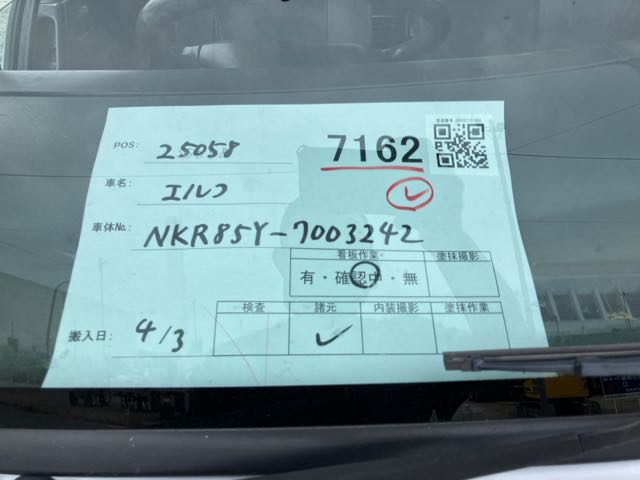 POS: 25058
7162
車名: エルフ
車体No.: NKR85Y-7003242
看板作業 塗抹撮影
有・確認中・無
検査 諸元 内装撮影 塗抹作業
搬入日: 4/3